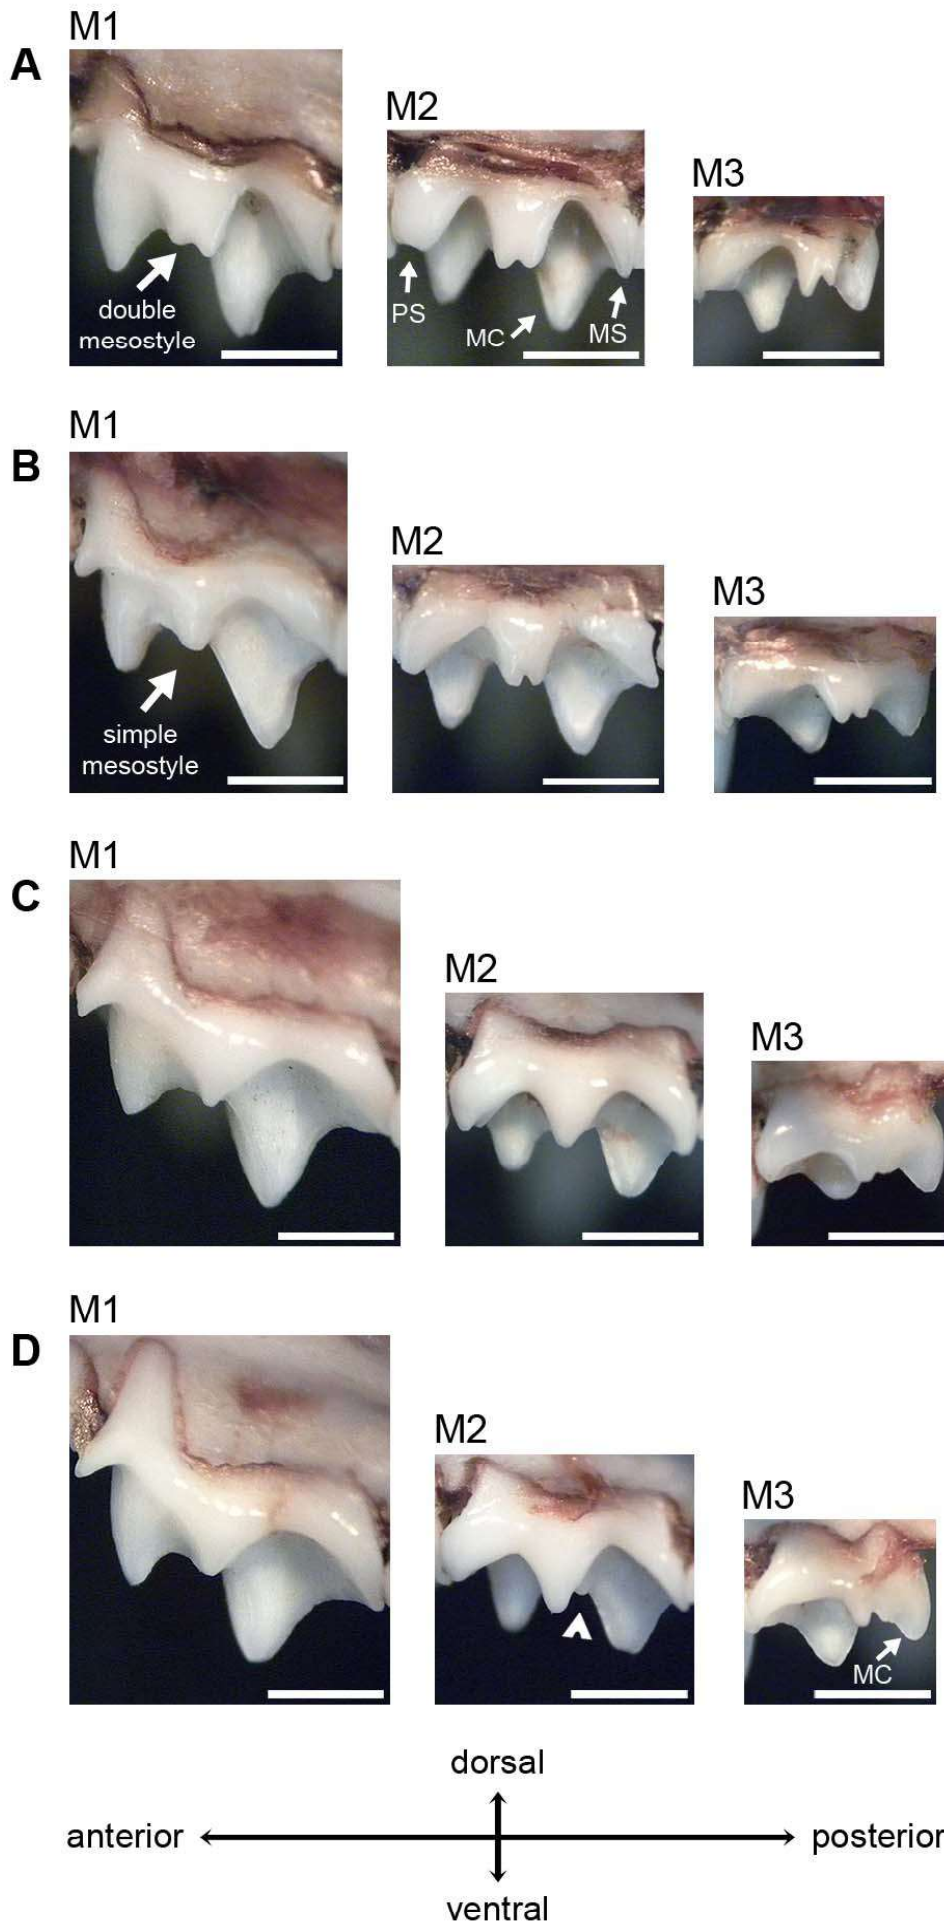 M1
A
M2
M3
double
mesostyle
PS
MC
MS
M1
B
M2
M3
simple
mesostyle
M1
C
M2
M3
M1
D
M2
M3
MC
dorsal
anterior
posterior
ventral